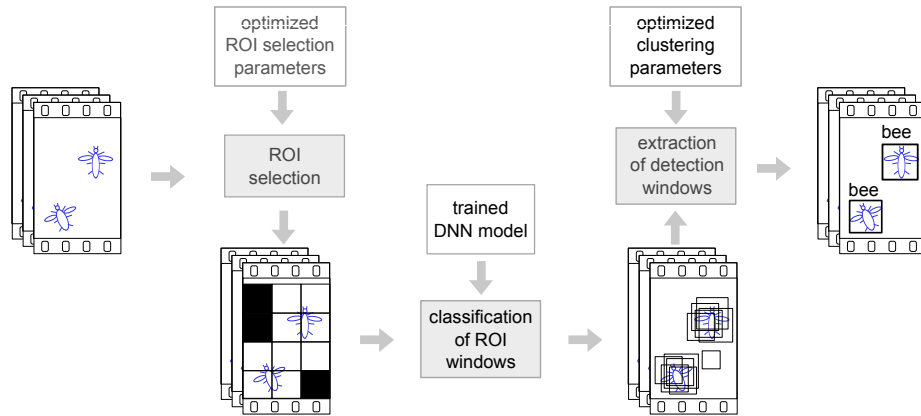 optimized
ROI selection
parameters
optimized
clustering
parameters
ROI
selection
extraction
of detection
windows
bee
bee
trained
DNN model
classification
of ROI
windows